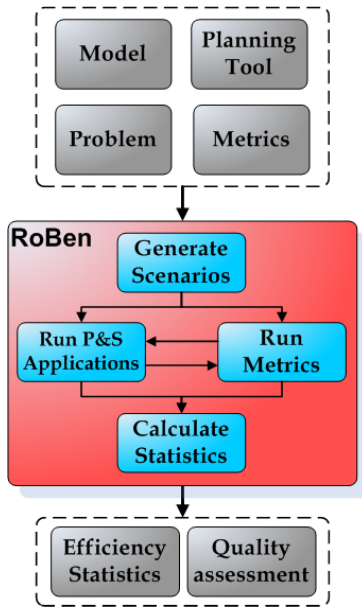 Model
Planning
Tool
Problem
Metrics
RoBen
Generate
Scenarios
Run P&S
Applications
Run
Metrics
Calculate
Statistics
Efficiency
Statistics
Quality
assessment